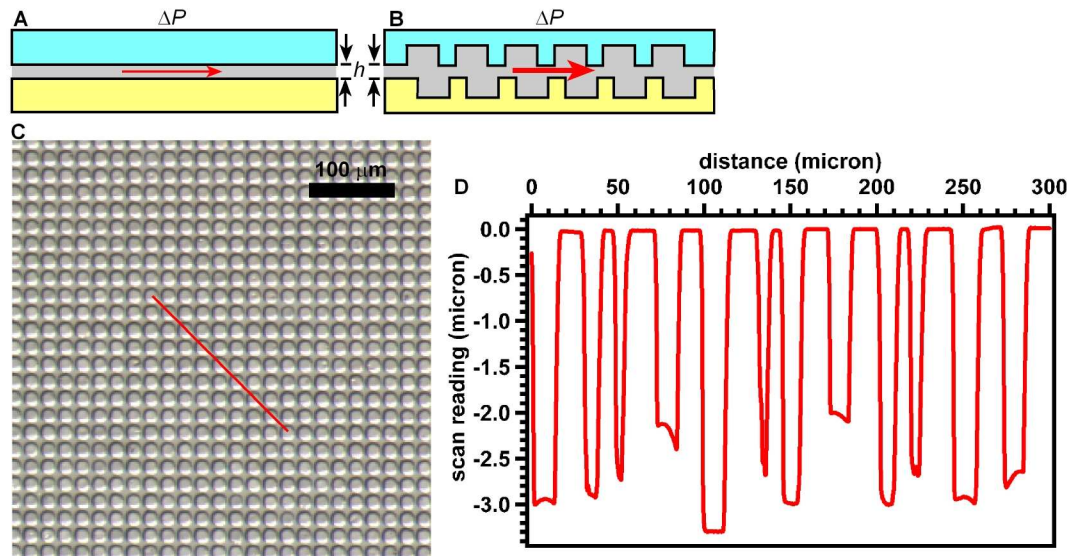 A
ΔP
B
ΔP
h
C
100 μm
distance (micron)
D
0 50 100 150 200 250 300
scan reading (micron)
0.0
-0.5
-1.0
-1.5
-2.0
-2.5
-3.0